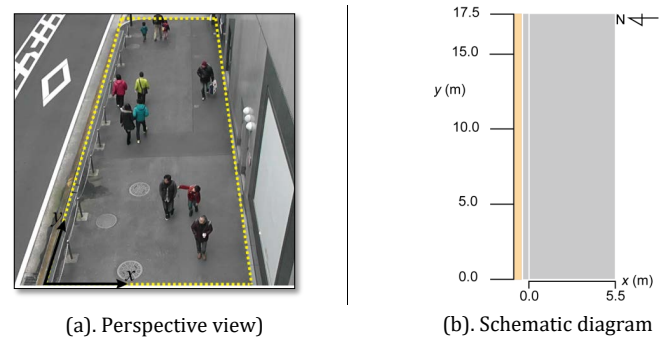 y
x
(a). Perspective view)
17.5
N
15.0
y (m)
10.0
5.0
0.0
x (m)
0.0 5.5
(b). Schematic diagram